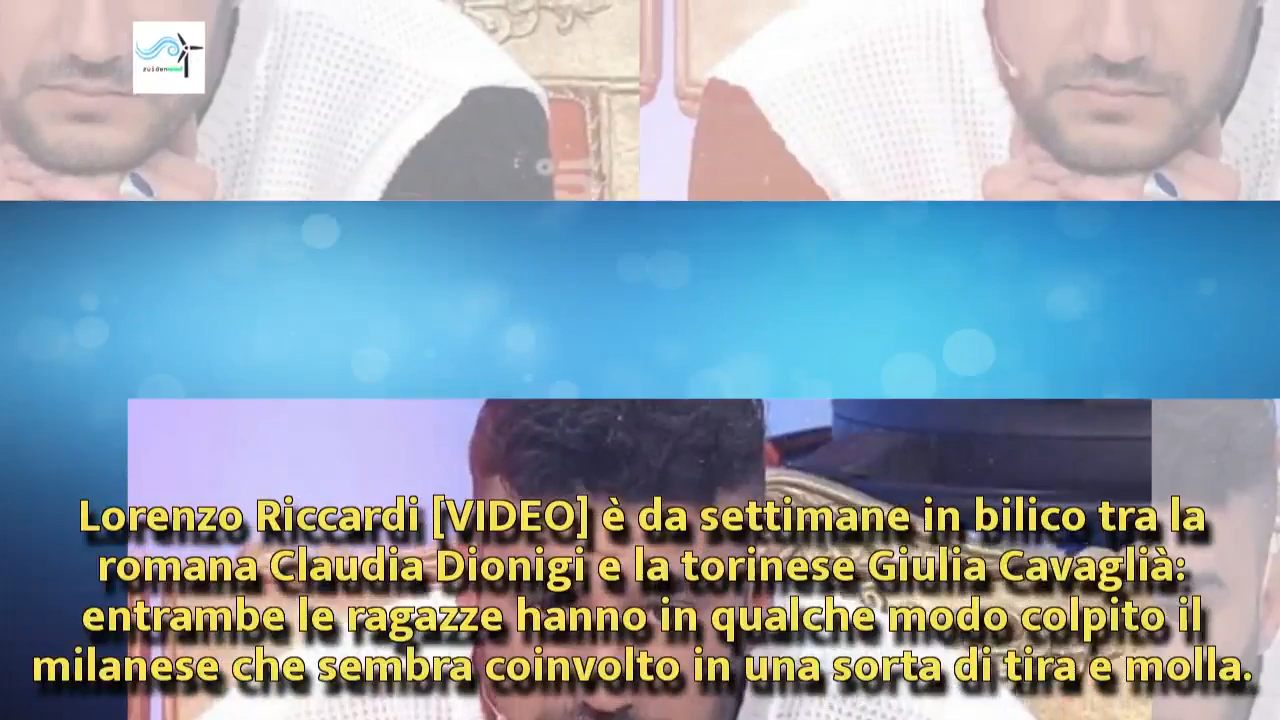 zuidenwind
Lorenzo Riccardi [VIDEO] è da settimane in bilico tra la
romana Claudia Dionigi e la torinese Giulia Cavaglià:
entrambe le ragazze hanno in qualche modo colpito il
milanese che sembra coinvolto in una sorta di tira e molla.